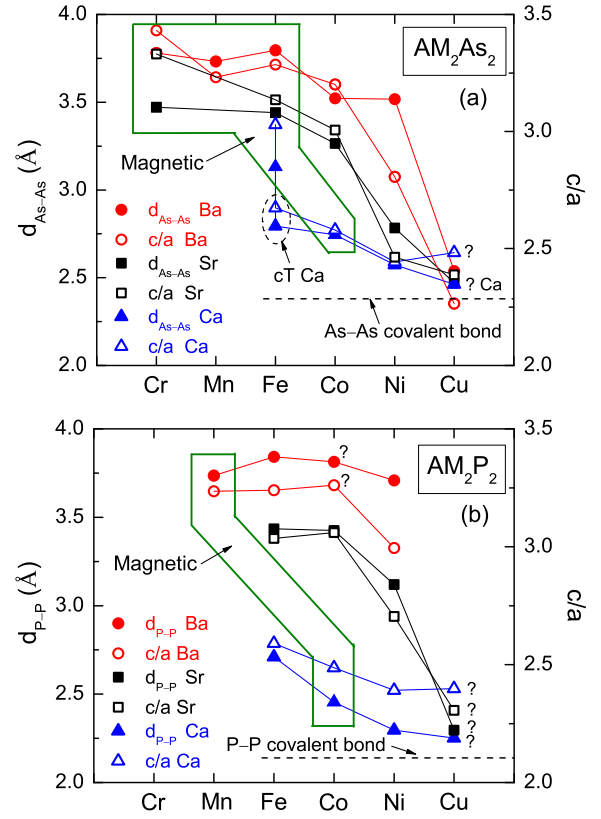 4.0
3.5
3.0
2.5
2.0
d_As–As (Å)
3.5
3.0
2.5
2.0
c/a
AM₂As₂
(a)
Magnetic
d_As–As Ba
c/a Ba
d_As–As Sr
c/a Sr
d_As–As Ca
c/a Ca
cT Ca
?
? Ca
As–As covalent bond
Cr Mn Fe Co Ni Cu
4.0
3.5
3.0
2.5
2.0
d_P–P (Å)
3.5
3.0
2.5
2.0
c/a
AM₂P₂
(b)
?
?
Magnetic
d_P–P Ba
c/a Ba
d_P–P Sr
c/a Sr
d_P–P Ca
c/a Ca
?
?
?
?
P–P covalent bond
Cr Mn Fe Co Ni Cu